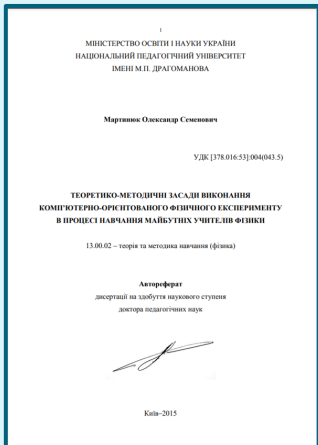 1
МІНІСТЕРСТВО ОСВІТИ І НАУКИ УКРАЇНИ
НАЦІОНАЛЬНИЙ ПЕДАГОГІЧНИЙ УНІВЕРСИТЕТ
ІМЕНІ М.П. ДРАГОМАНОВА
Мартинюк Олександр Семенович
УДК [378.016:53]:004(043.5)
ТЕОРЕТИКО-МЕТОДИЧНІ ЗАСАДИ ВИКОНАННЯ
КОМП'ЮТЕРНО-ОРІЄНТОВАНОГО ФІЗИЧНОГО ЕКСПЕРИМЕНТУ
В ПРОЦЕСІ НАВЧАННЯ МАЙБУТНІХ УЧИТЕЛІВ ФІЗИКИ
13.00.02 – теорія та методика навчання (фізика)
Автореферат
дисертації на здобуття наукового ступеня
доктора педагогічних наук
Київ–2015